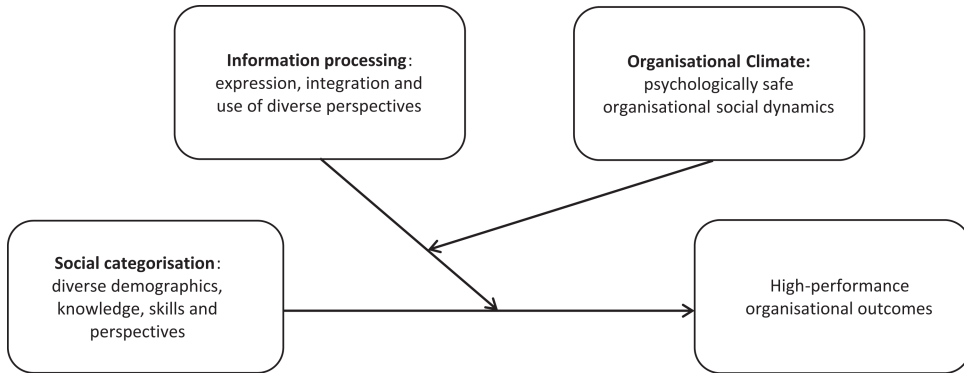 Information processing:
expression, integration and
use of diverse perspectives
Organisational Climate:
psychologically safe
organisational social dynamics
Social categorisation:
diverse demographics,
knowledge, skills and
perspectives
High-performance
organisational outcomes